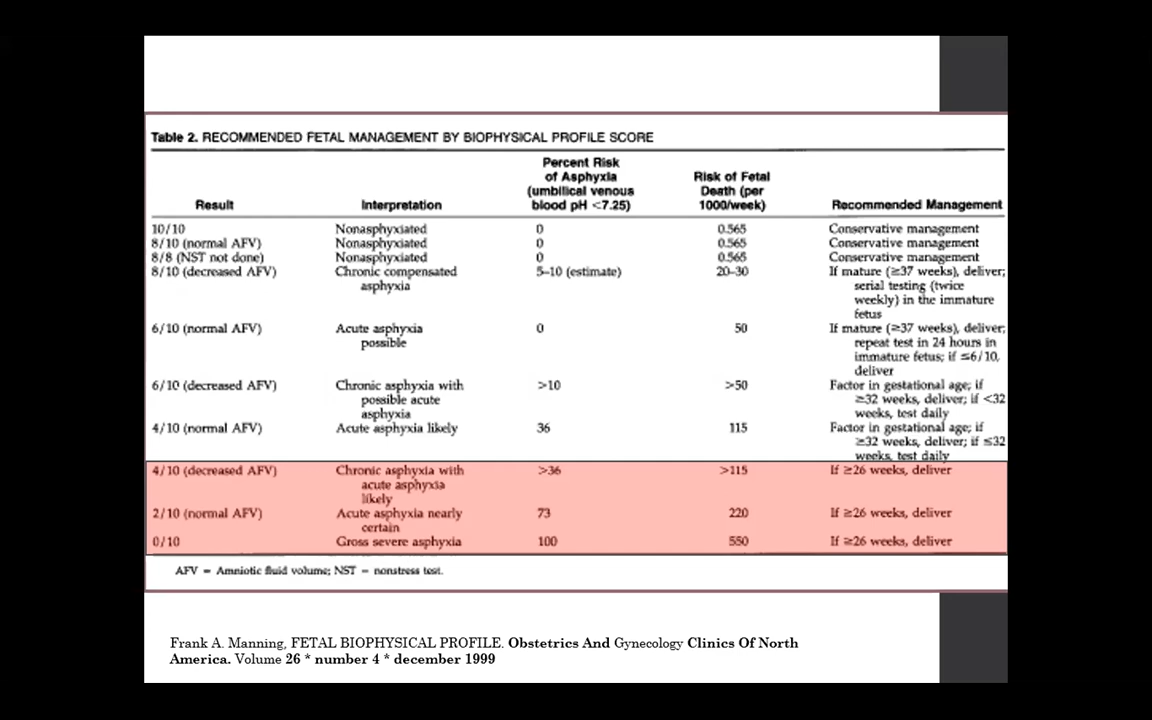 Table 2. RECOMMENDED FETAL MANAGEMENT BY BIOPHYSICAL PROFILE SCORE
Percent Risk
of Asphyxia
(umbilical venous
blood pH <7.25)
Risk of Fetal
Death (per
1000/week)
Result Interpretation Recommended Management
10/10 Nonasphyxiated 0 0.565 Conservative management
8/10 (normal AFV) Nonasphyxiated 0 0.565 Conservative management
8/8 (NST not done) Nonasphyxiated 0 0.565 Conservative management
8/10 (decreased AFV) Chronic compensated 5–10 (estimate) 20–30 If mature (≥37 weeks), deliver;
asphyxia serial testing (twice
weekly) in the immature
fetus
6/10 (normal AFV) Acute asphyxia 0 50 If mature (≥37 weeks), deliver;
possible repeat test in 24 hours in
immature fetus; if ≤6/10,
deliver
6/10 (decreased AFV) Chronic asphyxia with >10 >50 Factor in gestational age; if
possible acute ≥32 weeks, deliver; if <32
asphyxia weeks, test daily
4/10 (normal AFV) Acute asphyxia likely 36 115 Factor in gestational age; if
≥32 weeks, deliver; if ≤32
weeks, test daily
4/10 (decreased AFV) Chronic asphyxia with >36 >115 If ≥26 weeks, deliver
acute asphyxia
likely
2/10 (normal AFV) Acute asphyxia nearly 73 220 If ≥26 weeks, deliver
certain
0/10 Gross severe asphyxia 100 550 If ≥26 weeks, deliver
AFV = Amniotic fluid volume; NST = nonstress test.
Frank A. Manning, FETAL BIOPHYSICAL PROFILE. Obstetrics And Gynecology Clinics Of North
America. Volume 26 * number 4 * december 1999